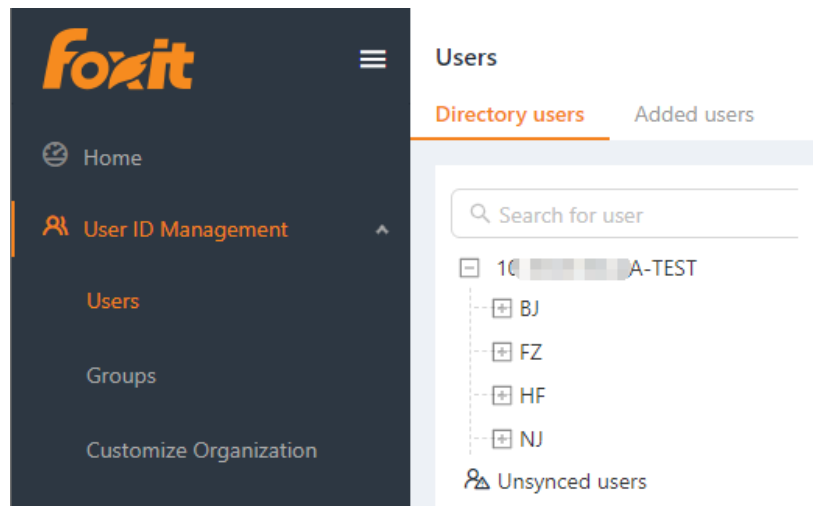 foxit
Home
User ID Management
Users
Groups
Customize Organization
Users
Directory users Added users
Search for user
A-TEST
BJ
FZ
HF
NJ
Unsynced users